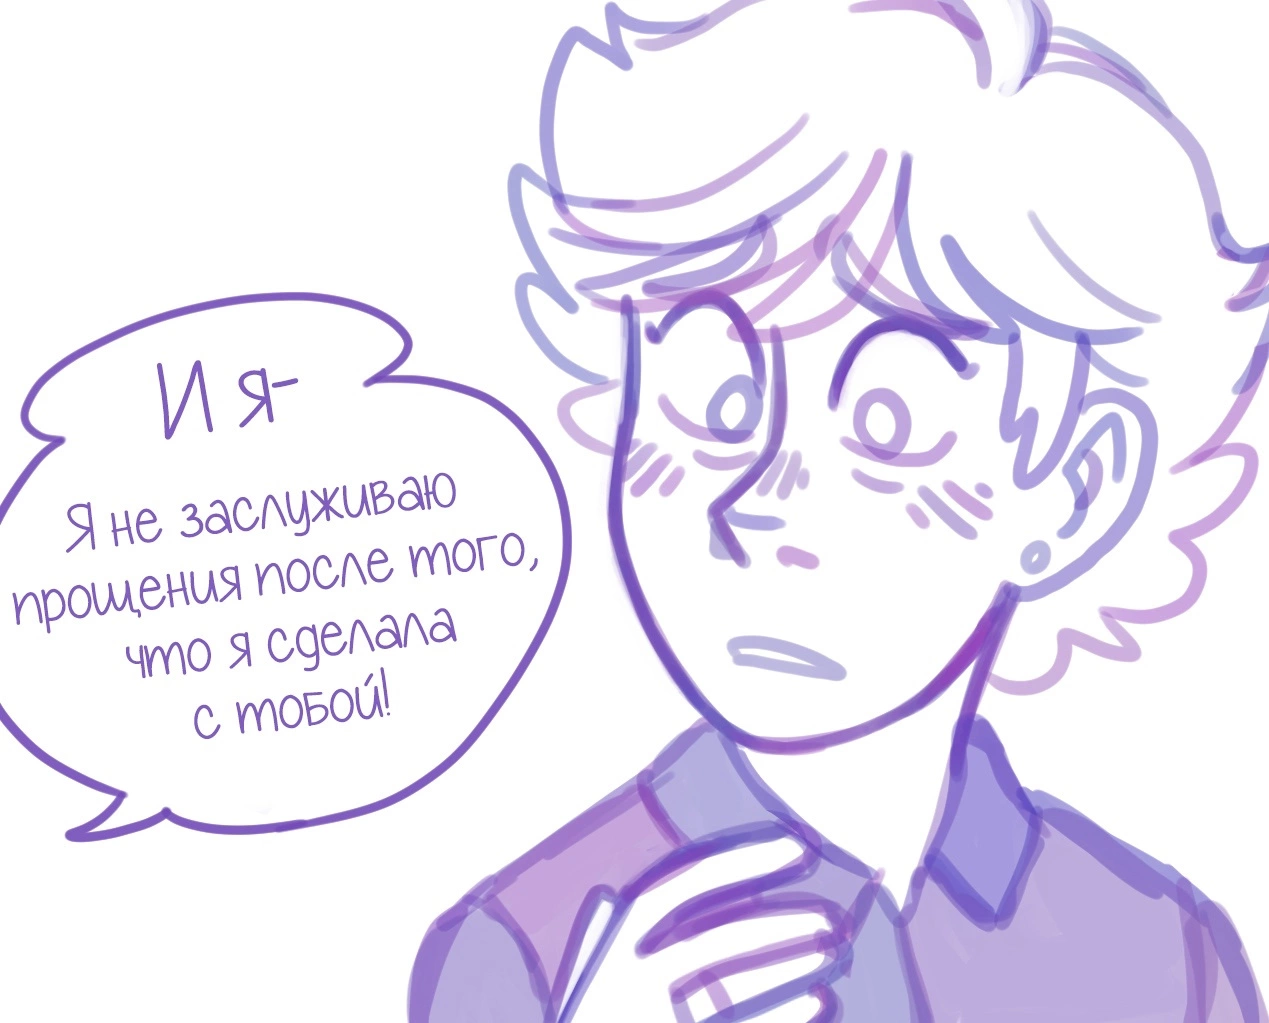 И я-
Я не заслуживаю
прощения после того,
что я сделала
с тобой!